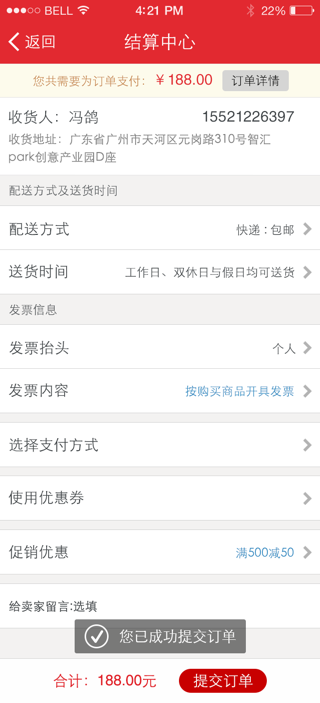 BELL 4:21 PM 22%
返回 结算中心
您共需要为订单支付: ￥188.00 订单详情
收货人：冯鸽 15521226397
收货地址：广东省广州市天河区元岗路310号智汇
park创意产业园D座
配送方式及送货时间
配送方式 快递：包邮
送货时间 工作日、双休日与假日均可送货
发票信息
发票抬头 个人
发票内容 按购买商品开具发票
选择支付方式
使用优惠券
促销优惠 满500减50
给卖家留言:选填
您已成功提交订单
合计：188.00元 提交订单